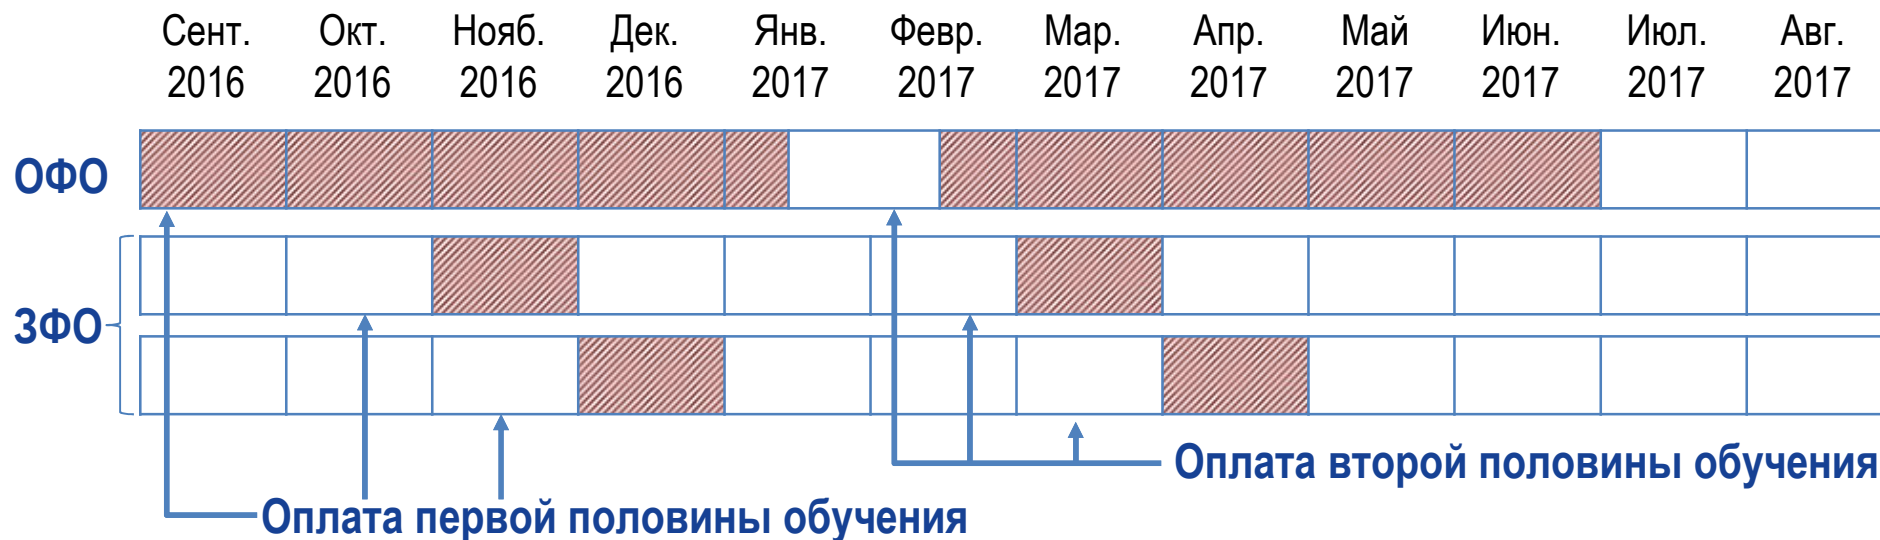 Сент. Окт. Нояб. Дек. Янв. Февр. Мар. Апр. Май Июн. Июл. Авг.
2016 2016 2016 2016 2017 2017 2017 2017 2017 2017 2017 2017
ОФО
ЗФО
Оплата второй половины обучения
Оплата первой половины обучения